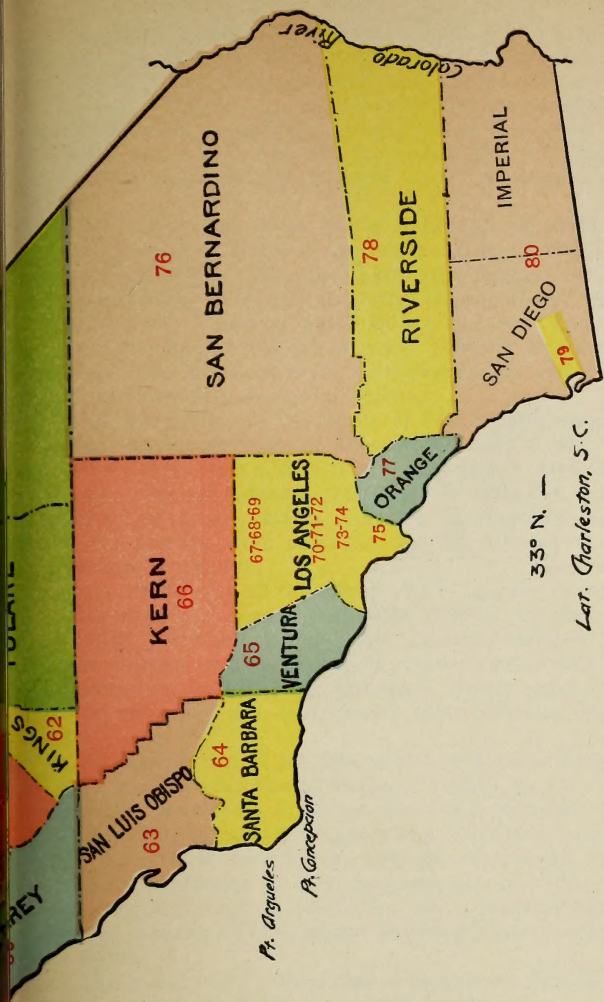 River
Colorado
76
SAN BERNARDINO
78
RIVERSIDE
IMPERIAL
80
SAN DIEGO
79
KERN
66
67-68-69
LOS ANGELES
70-71-72
73-74
75
77
ORANGE
65
VENTURA
KINGS
62
SAN LUIS OBISPO
63
64
SANTA BARBARA
Pt. Argueles
Pt. Concepcion
33° N. —
Lat. Charleston, S.C.
REY